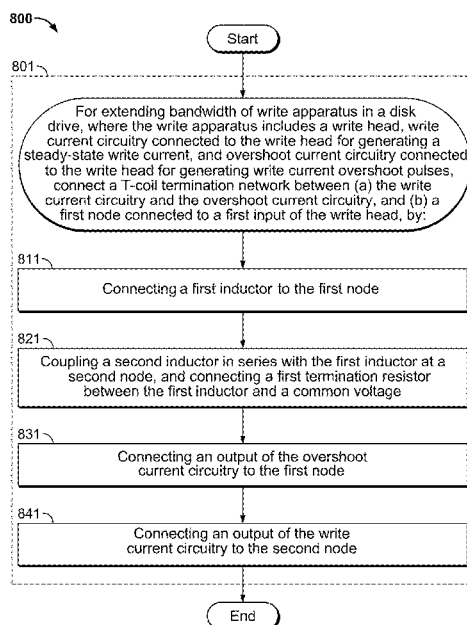 800
Start
801
For extending bandwidth of write apparatus in a disk
drive, where the write apparatus includes a write head, write
current circuitry connected to the write head for generating a
steady-state write current, and overshoot current circuitry connected
to the write head for generating write current overshoot pulses,
connect a T-coil termination network between (a) the write
current circuitry and the overshoot current circuitry, and (b) a
first node connected to a first input of the write head, by:
811
Connecting a first inductor to the first node
821
Coupling a second inductor in series with the first inductor at a
second node, and connecting a first termination resistor
between the first inductor and a common voltage
831
Connecting an output of the overshoot
current circuitry to the first node
841
Connecting an output of the write
current circuitry to the second node
End